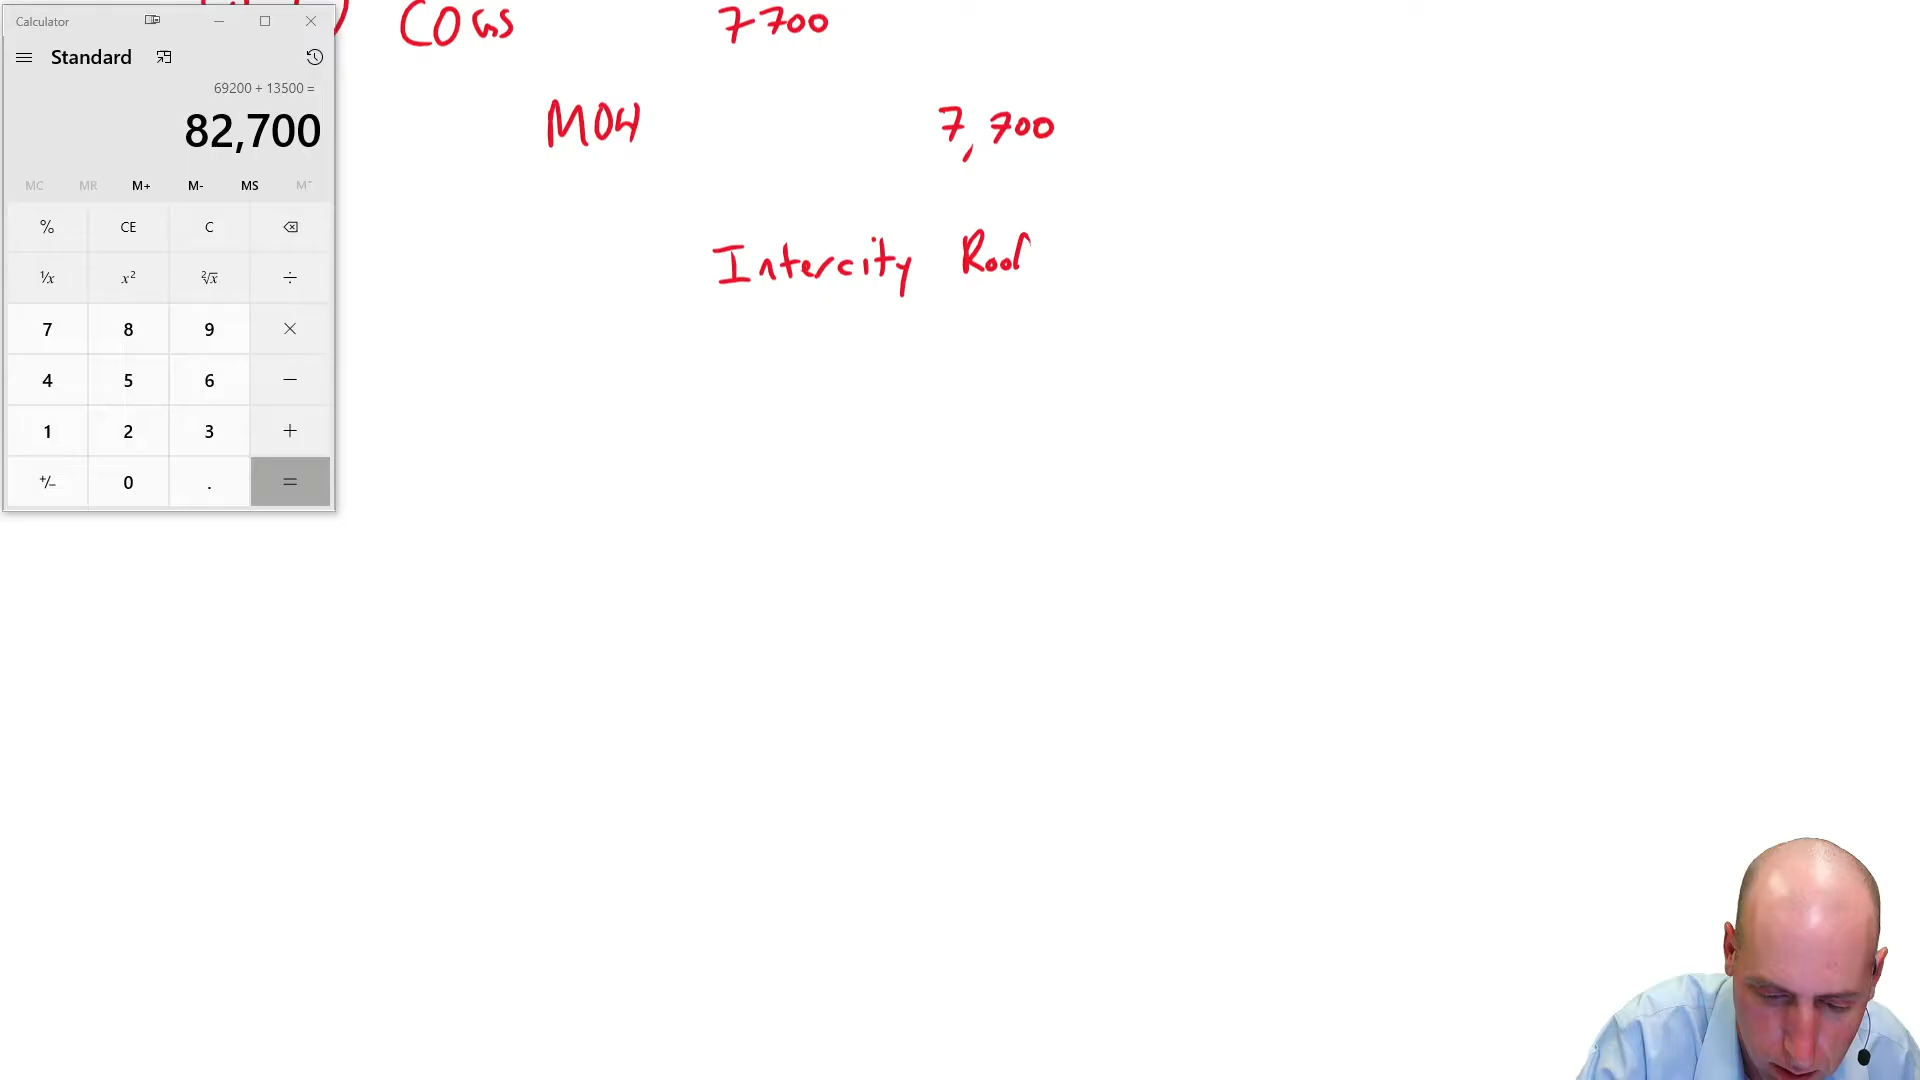 Calculator
Standard
69200 + 13500 =
82,700
MC MR M+ M- MS M˅
% CE C
¹/x x² ²√x ÷
7 8 9 ×
4 5 6 −
1 2 3 +
+/− 0 . =
COGS 7700
MOH 7,700
Intercity Roof